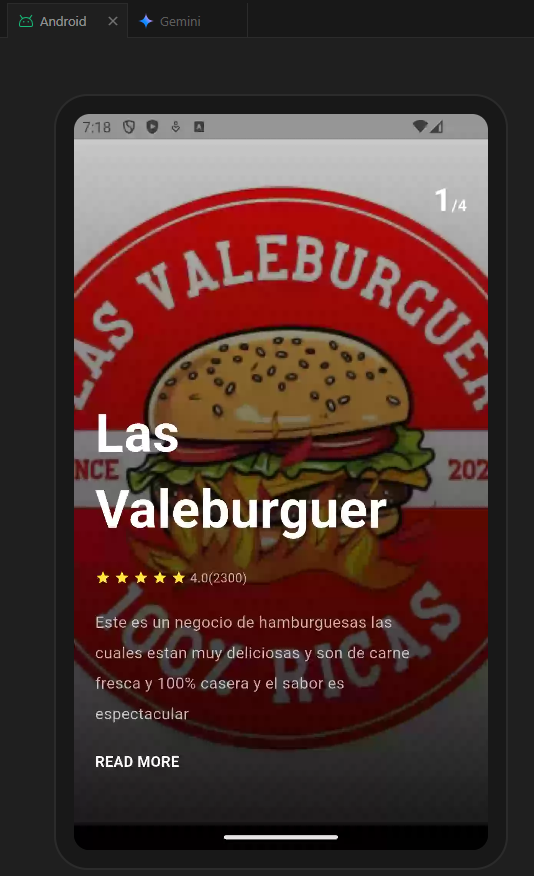 Android
Gemini
7:18
1/4
LAS VALEBURGUER
Las
NCE
202
Valeburguer
4.0(2300)
100% RICAS
Este es un negocio de hamburguesas las
cuales estan muy deliciosas y son de carne
fresca y 100% casera y el sabor es
espectacular
READ MORE